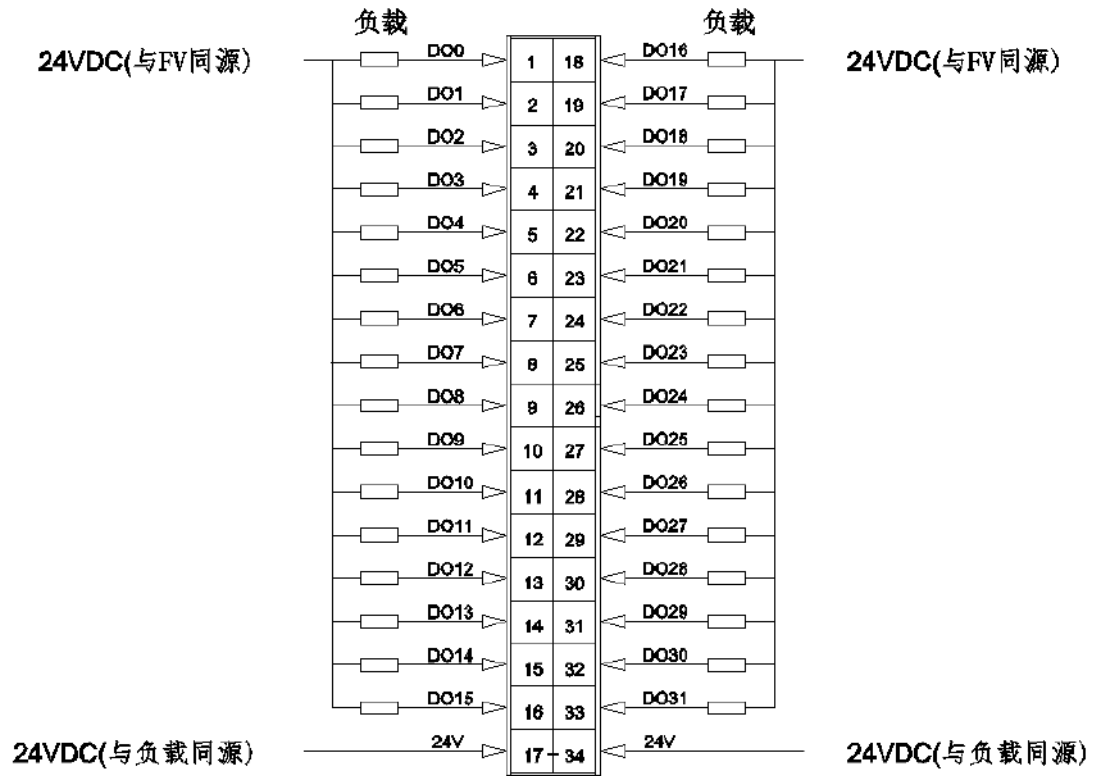 负载 负载
24VDC(与FV同源) DO0 1 18 DO16 24VDC(与FV同源)
DO1 2 19 DO17
DO2 3 20 DO18
DO3 4 21 DO19
DO4 5 22 DO20
DO5 6 23 DO21
DO6 7 24 DO22
DO7 8 25 DO23
DO8 9 26 DO24
DO9 10 27 DO25
DO10 11 28 DO26
DO11 12 29 DO27
DO12 13 30 DO28
DO13 14 31 DO29
DO14 15 32 DO30
DO15 16 33 DO31
24VDC(与负载同源) 24V 17 34 24V 24VDC(与负载同源)